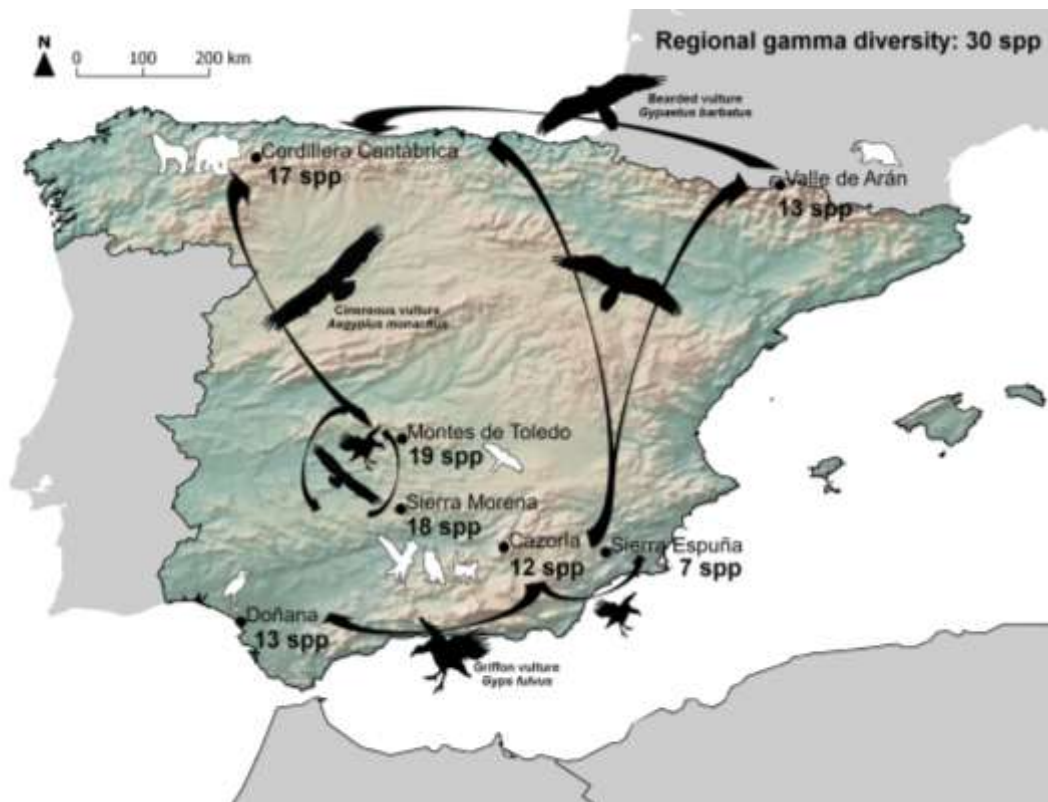 Regional gamma diversity: 30 spp
N
0 100 200 km
Bearded vulture
Gypaetus barbatus
Cordillera Cantábrica
17 spp
Valle de Arán
13 spp
Cinereous vulture
Aegypius monachus
Montes de Toledo
19 spp
Sierra Morena
18 spp
Cazorla
12 spp
Sierra Espuña
7 spp
Doñana
13 spp
Griffon vulture
Gyps fulvus